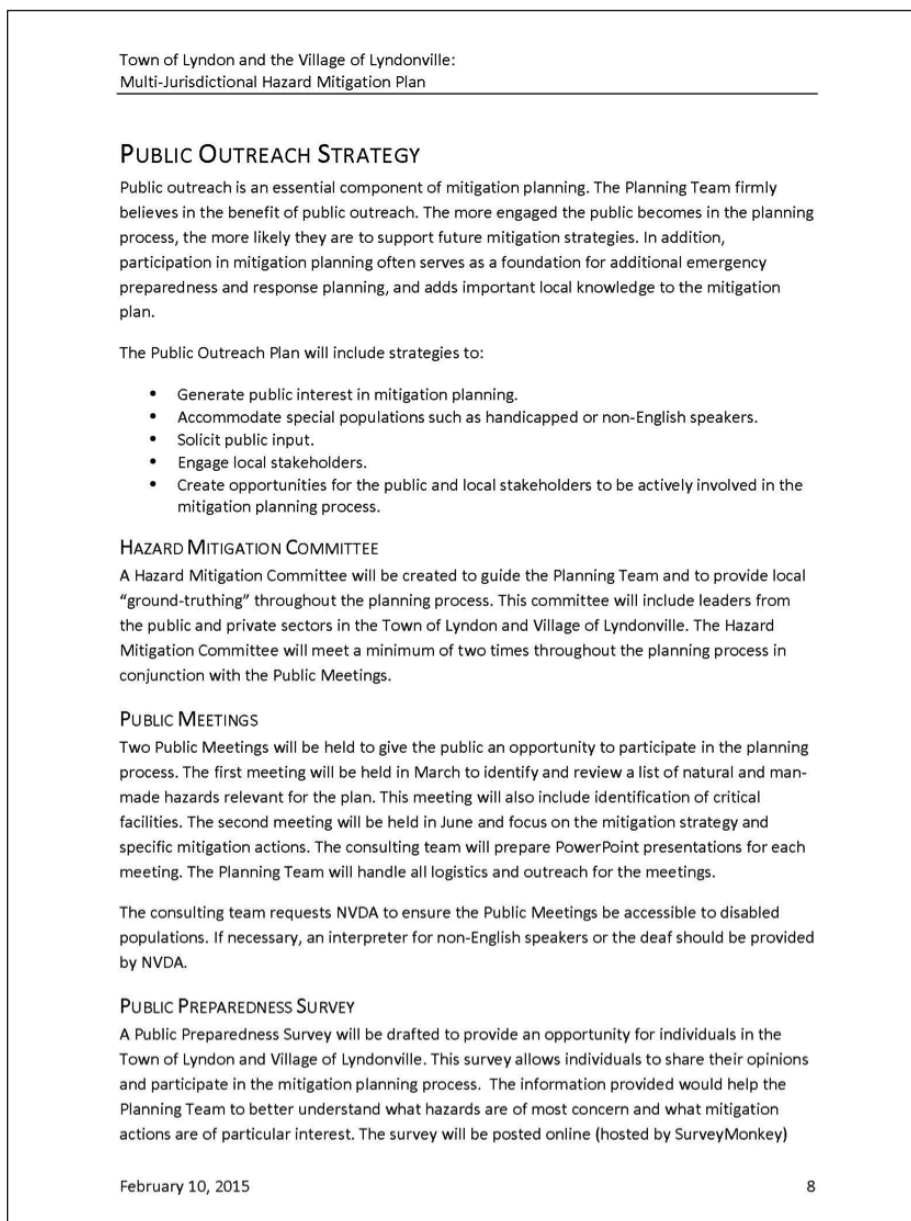 Town of Lyndon and the Village of Lyndonville:
Multi-Jurisdictional Hazard Mitigation Plan
PUBLIC OUTREACH STRATEGY
Public outreach is an essential component of mitigation planning. The Planning Team firmly
believes in the benefit of public outreach. The more engaged the public becomes in the planning
process, the more likely they are to support future mitigation strategies. In addition,
participation in mitigation planning often serves as a foundation for additional emergency
preparedness and response planning, and adds important local knowledge to the mitigation
plan.
The Public Outreach Plan will include strategies to:
• Generate public interest in mitigation planning.
• Accommodate special populations such as handicapped or non-English speakers.
• Solicit public input.
• Engage local stakeholders.
• Create opportunities for the public and local stakeholders to be actively involved in the
mitigation planning process.
HAZARD MITIGATION COMMITTEE
A Hazard Mitigation Committee will be created to guide the Planning Team and to provide local
“ground-truthing” throughout the planning process. This committee will include leaders from
the public and private sectors in the Town of Lyndon and Village of Lyndonville. The Hazard
Mitigation Committee will meet a minimum of two times throughout the planning process in
conjunction with the Public Meetings.
PUBLIC MEETINGS
Two Public Meetings will be held to give the public an opportunity to participate in the planning
process. The first meeting will be held in March to identify and review a list of natural and man-
made hazards relevant for the plan. This meeting will also include identification of critical
facilities. The second meeting will be held in June and focus on the mitigation strategy and
specific mitigation actions. The consulting team will prepare PowerPoint presentations for each
meeting. The Planning Team will handle all logistics and outreach for the meetings.
The consulting team requests NVDA to ensure the Public Meetings be accessible to disabled
populations. If necessary, an interpreter for non-English speakers or the deaf should be provided
by NVDA.
PUBLIC PREPAREDNESS SURVEY
A Public Preparedness Survey will be drafted to provide an opportunity for individuals in the
Town of Lyndon and Village of Lyndonville. This survey allows individuals to share their opinions
and participate in the mitigation planning process. The information provided would help the
Planning Team to better understand what hazards are of most concern and what mitigation
actions are of particular interest. The survey will be posted online (hosted by SurveyMonkey)
February 10, 2015 8